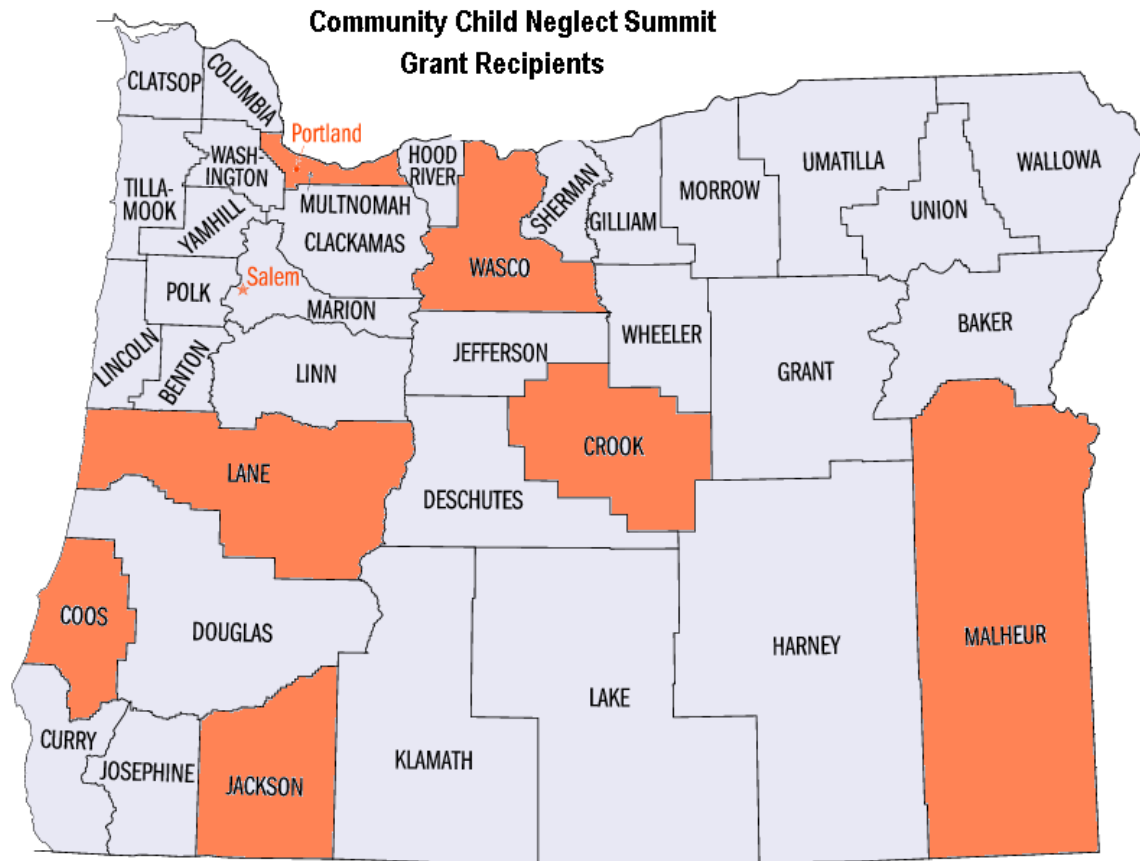 Community Child Neglect Summit
Grant Recipients
CLATSOP
COLUMBIA
Portland
WASH-
INGTON
HOOD
RIVER
TILLA-
MOOK
YAMHILL
MULTNOMAH
CLACKAMAS
SHERMAN
GILLIAM
MORROW
UMATILLA
UNION
WALLOWA
WASCO
Salem
POLK
MARION
LINCOLN
BENTON
LINN
JEFFERSON
WHEELER
GRANT
BAKER
LANE
CROOK
DESCHUTES
COOS
DOUGLAS
HARNEY
MALHEUR
LAKE
CURRY
JOSEPHINE
JACKSON
KLAMATH